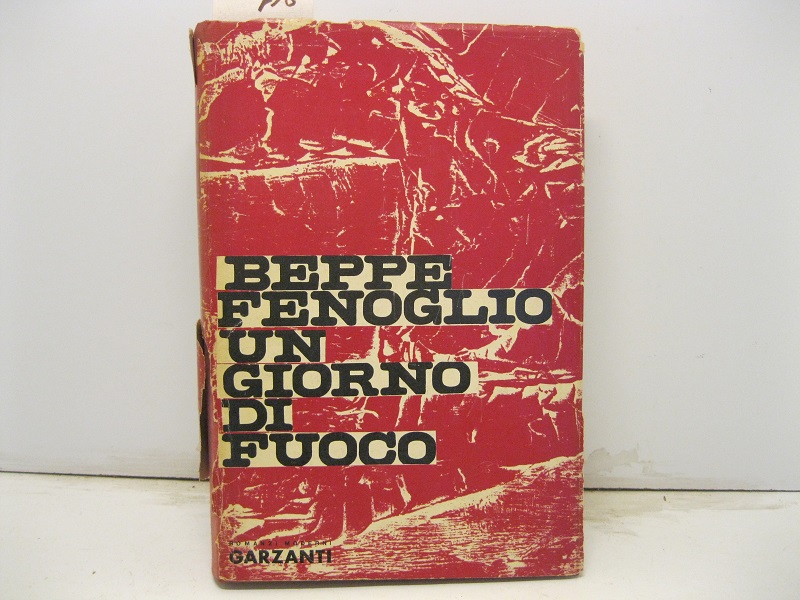 BEPPE
FENOGLIO
UN
GIORNO
DI
FUOCO
ROMANZI MODERNI
GARZANTI